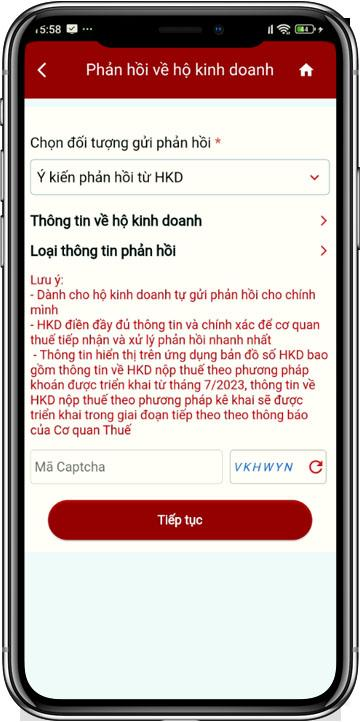 5:58
44
Phản hồi về hộ kinh doanh
Chọn đối tượng gửi phản hồi *
Ý kiến phản hồi từ HKD
Thông tin về hộ kinh doanh
Loại thông tin phản hồi
Lưu ý:
- Dành cho hộ kinh doanh tự gửi phản hồi cho chính
mình
- HKD điền đầy đủ thông tin và chính xác để cơ quan
thuế tiếp nhận và xử lý phản hồi nhanh nhất
- Thông tin hiển thị trên ứng dụng bản đồ số HKD bao
gồm thông tin về HKD nộp thuế theo phương pháp
khoán được triển khai từ tháng 7/2023, thông tin về
HKD nộp thuế theo phương pháp kê khai sẽ được
triển khai trong giai đoạn tiếp theo theo thông báo
của Cơ quan Thuế
Mã Captcha
VKHWYN
Tiếp tục